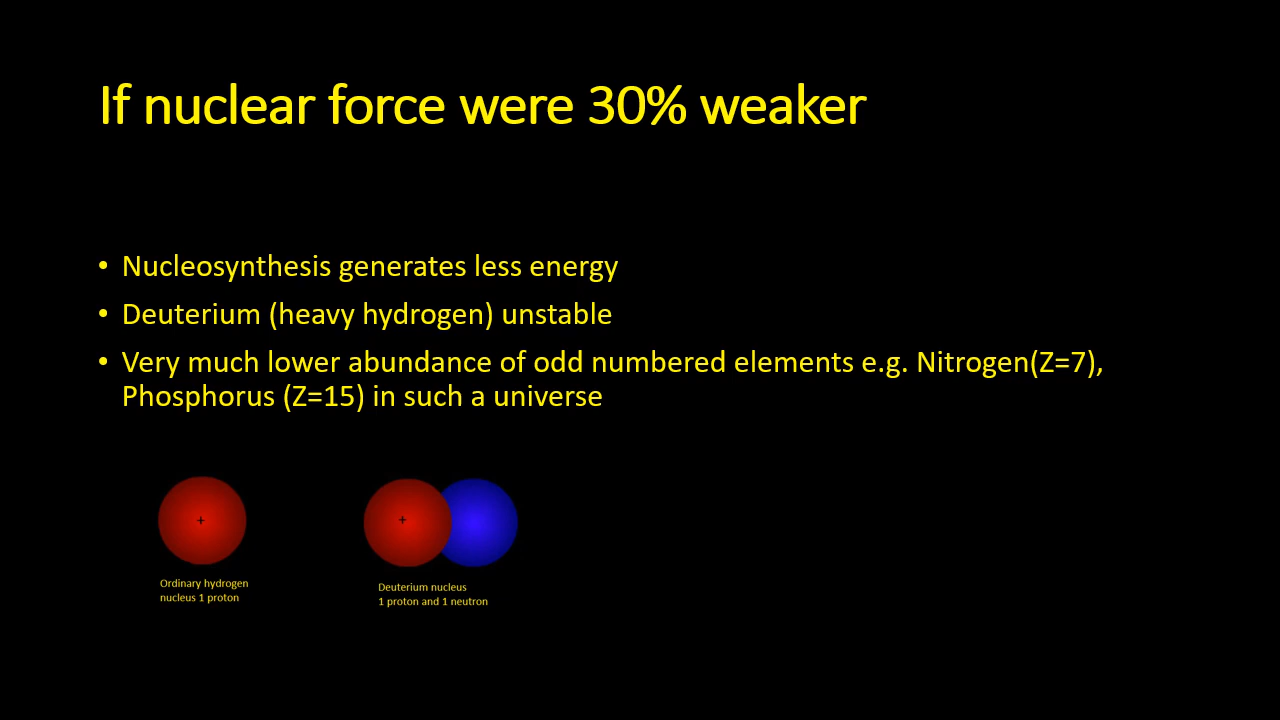 If nuclear force were 30% weaker
• Nucleosynthesis generates less energy
• Deuterium (heavy hydrogen) unstable
• Very much lower abundance of odd numbered elements e.g. Nitrogen(Z=7),
Phosphorus (Z=15) in such a universe
+
+
Ordinary hydrogen
nucleus 1 proton
Deuterium nucleus
1 proton and 1 neutron